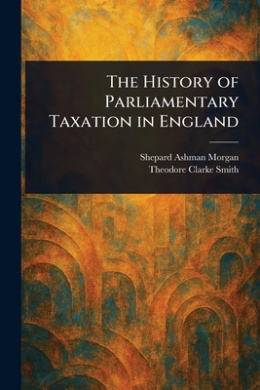 The History of
Parliamentary
Taxation in England
Shepard Ashman Morgan
Theodore Clarke Smith